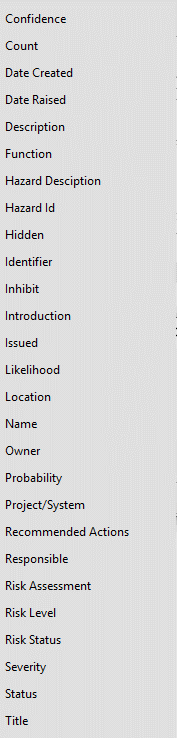 Confidence
Count
Date Created
Date Raised
Description
Function
Hazard Desciption
Hazard Id
Hidden
Identifier
Inhibit
Introduction
Issued
Likelihood
Location
Name
Owner
Probability
Project/System
Recommended Actions
Responsible
Risk Assessment
Risk Level
Risk Status
Severity
Status
Title